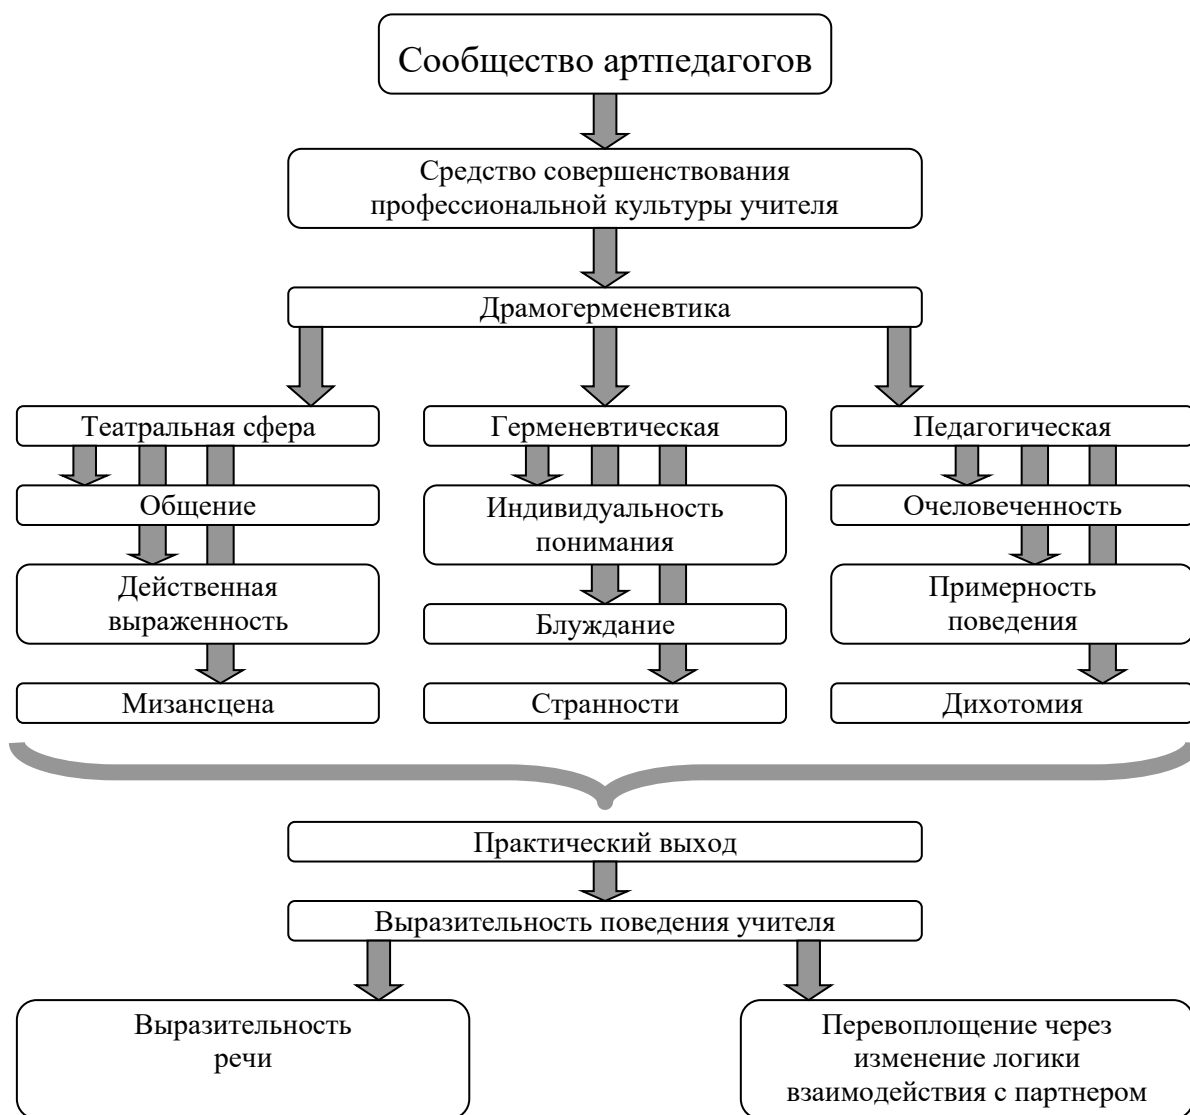 Сообщество артпедагогов
Средство совершенствования
профессиональной культуры учителя
Драмогерменевтика
Театральная сфера
Герменевтическая
Педагогическая
Общение
Индивидуальность
понимания
Очеловеченность
Действенная
выраженность
Блуждание
Примерность
поведения
Мизансцена
Странности
Дихотомия
Практический выход
Выразительность поведения учителя
Выразительность
речи
Перевоплощение через
изменение логики
взаимодействия с партнером